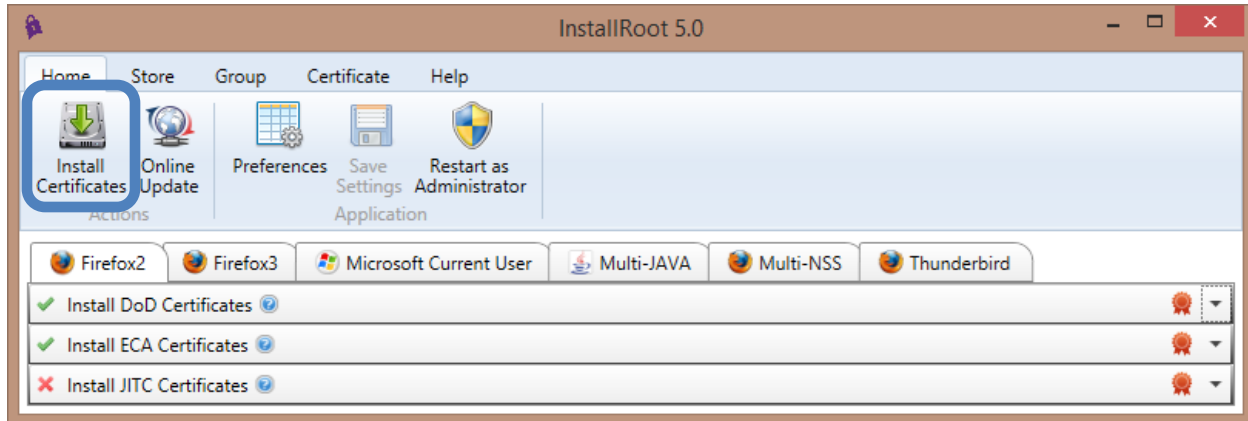 InstallRoot 5.0
Home Store Group Certificate Help
Install Online Preferences Save Restart as
Certificates Update Settings Administrator
Actions Application
Firefox2 Firefox3 Microsoft Current User Multi-JAVA Multi-NSS Thunderbird
Install DoD Certificates
Install ECA Certificates
Install JITC Certificates